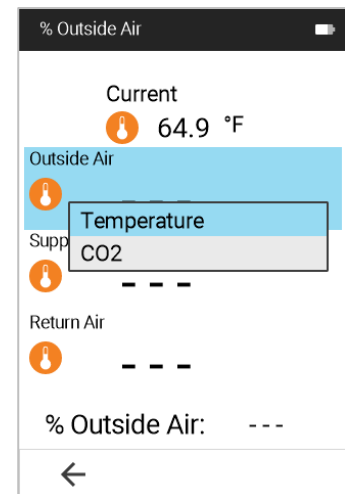 % Outside Air
Current
64.9 °F
Outside Air
- - -
Temperature
Supp
CO2
- - -
Return Air
- - -
% Outside Air: ---